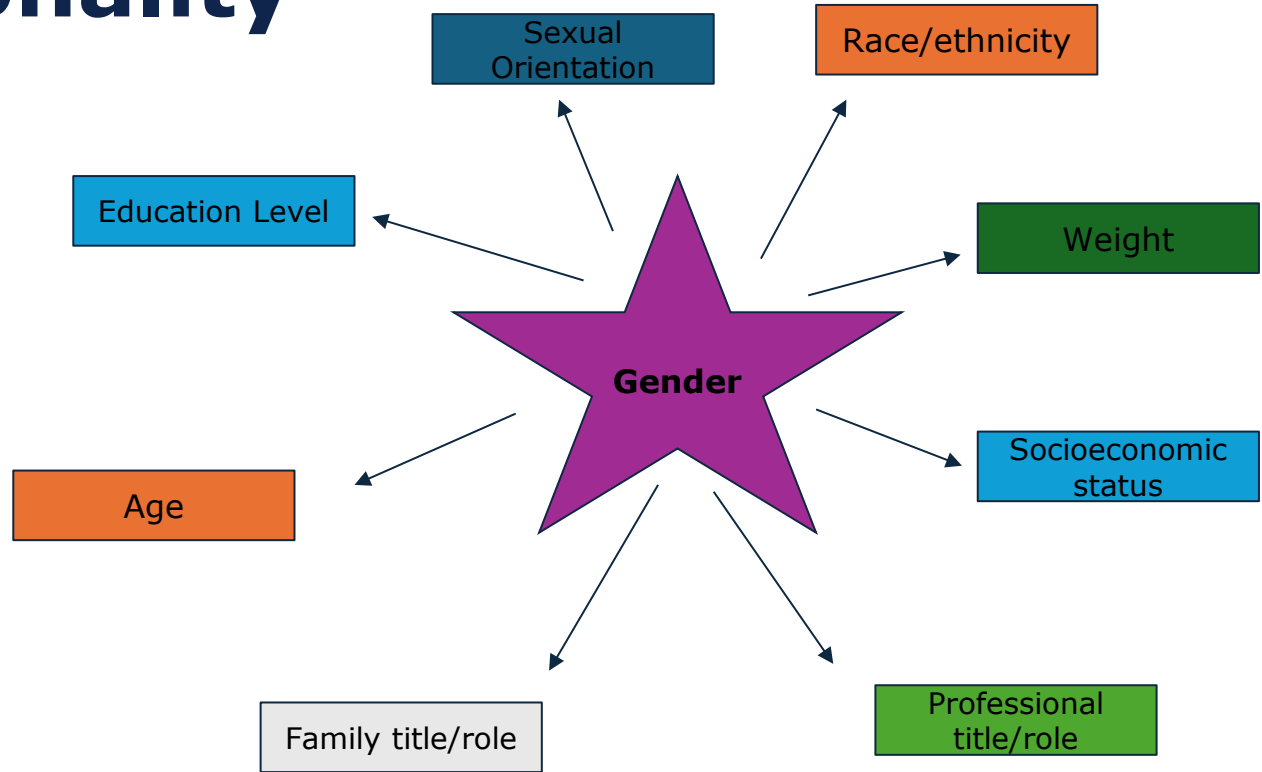 onality
Sexual
Orientation
Race/ethnicity
Education Level
Weight
Gender
Socioeconomic
status
Age
Family title/role
Professional
title/role